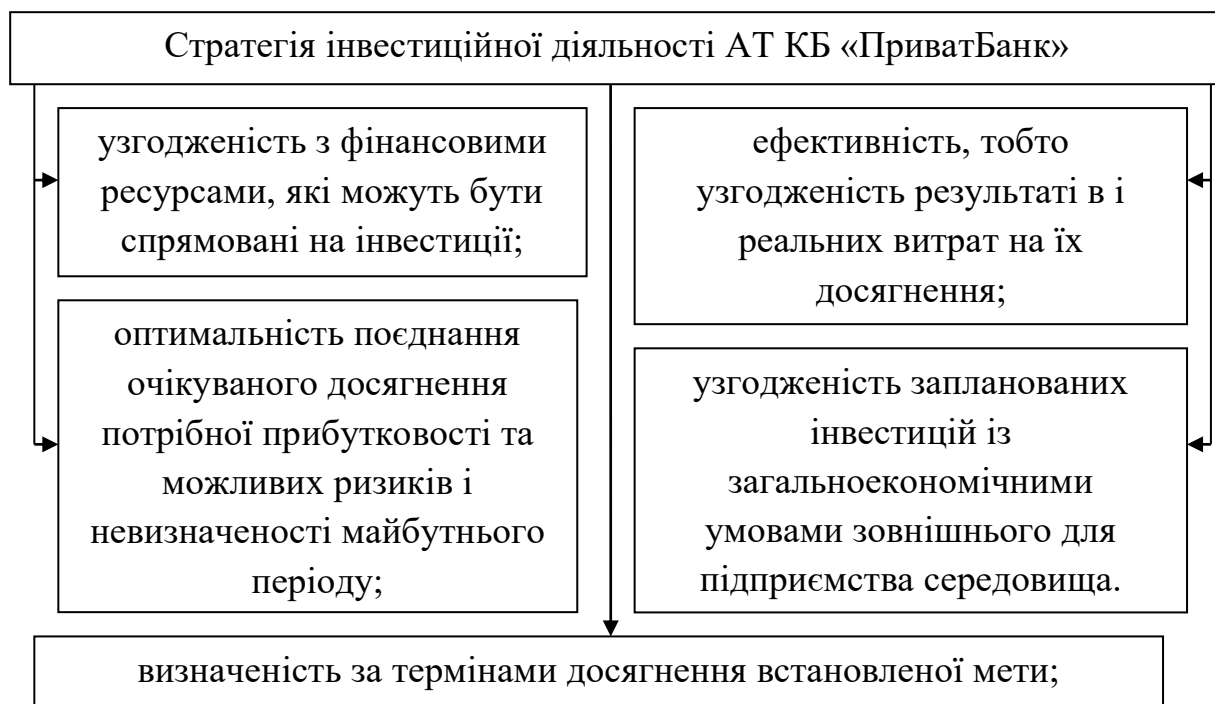 Стратегія інвестиційної діяльності АТ КБ «ПриватБанк»
узгодженість з фінансовими
ресурсами, які можуть бути
спрямовані на інвестиції;
ефективність, тобто
узгодженість результаті в і
реальних витрат на їх
досягнення;
оптимальність поєднання
очікуваного досягнення
потрібної прибутковості та
можливих ризиків і
невизначеності майбутнього
періоду;
узгодженість запланованих
інвестицій із
загальноекономічними
умовами зовнішнього для
підприємства середовища.
визначеність за термінами досягнення встановленої мети;